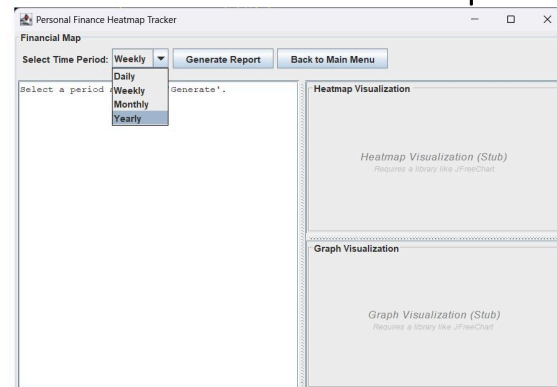 Personal Finance Heatmap Tracker
Financial Map
Select Time Period: Weekly Generate Report Back to Main Menu
Daily
Weekly
Monthly
Yearly
Select a period 'Generate'.
Heatmap Visualization
Heatmap Visualization (Stub)
Requires a library like JFreeChart
Graph Visualization
Graph Visualization (Stub)
Requires a library like JFreeChart